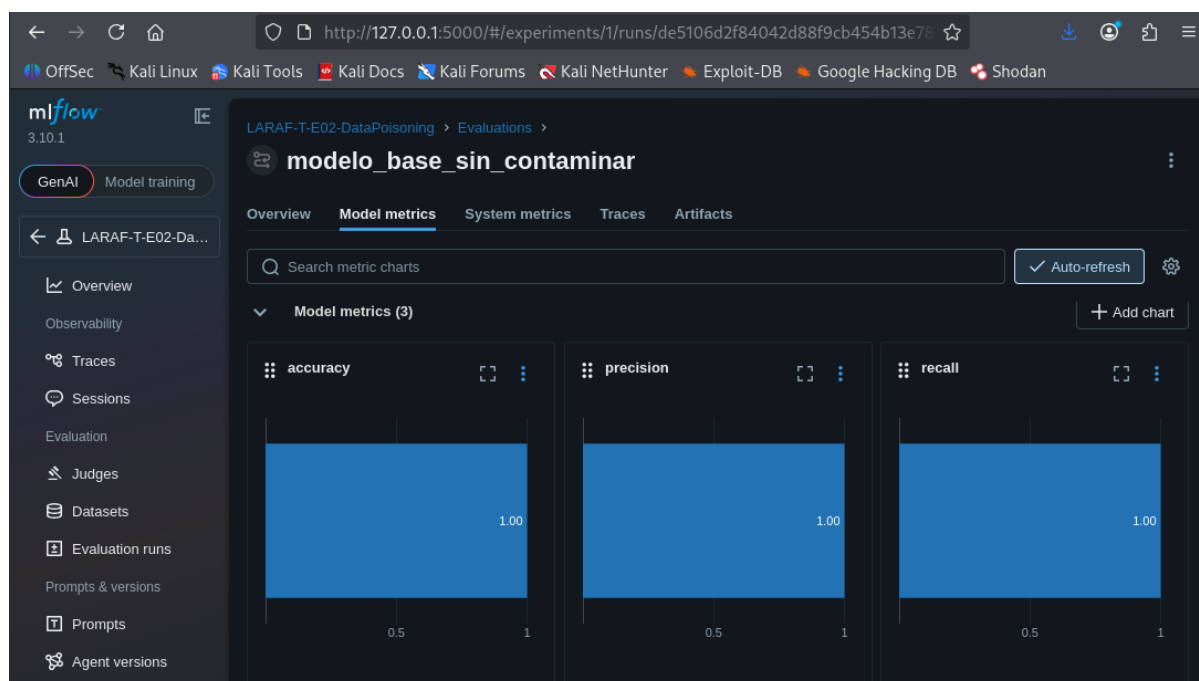 http://127.0.0.1:5000/#/experiments/1/runs/de5106d2f84042d88f9cb454b13e78
OffSec Kali Linux Kali Tools Kali Docs Kali Forums Kali NetHunter Exploit-DB Google Hacking DB Shodan
mlflow
3.10.1
GenAI Model training
LARAF-T-E02-Da...
Overview
Observability
Traces
Sessions
Evaluation
Judges
Datasets
Evaluation runs
Prompts & versions
Prompts
Agent versions
LARAF-T-E02-DataPoisoning > Evaluations >
modelo_base_sin_contaminar
Overview Model metrics System metrics Traces Artifacts
Search metric charts
Auto-refresh
Model metrics (3)
Add chart
accuracy
1.00
0.5 1
precision
1.00
0.5 1
recall
1.00
0.5 1